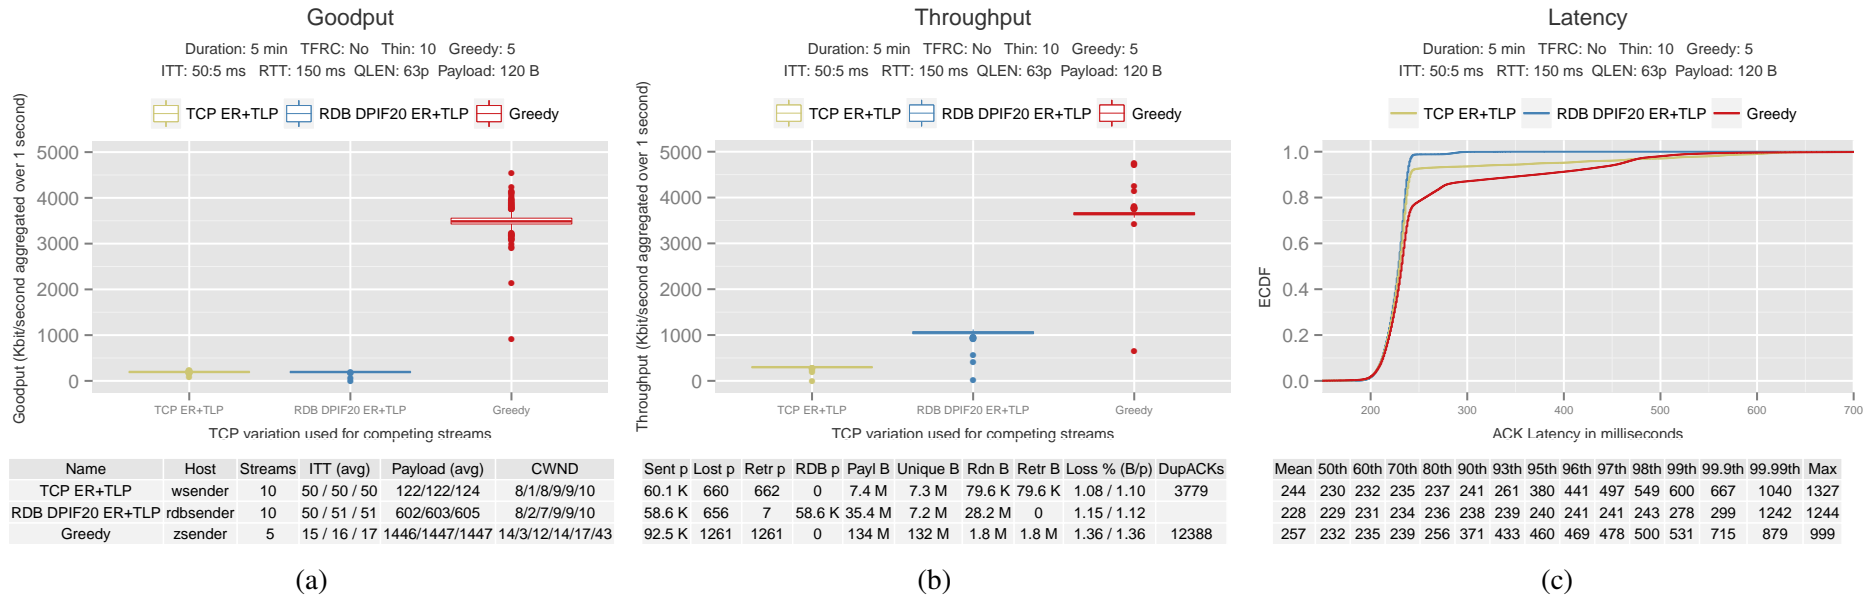 Goodput
Duration: 5 min TFRC: No Thin: 10 Greedy: 5
ITT: 50:5 ms RTT: 150 ms QLEN: 63p Payload: 120 B
TCP ER+TLP RDB DPIF20 ER+TLP Greedy
Goodput (Kbit/second aggregated over 1 second)
5000
4000
3000
2000
1000
0
TCP ER+TLP RDB DPIF20 ER+TLP Greedy
TCP variation used for competing streams
Name Host Streams ITT (avg) Payload (avg) CWND
TCP ER+TLP wsender 10 50 / 50 / 50 122/122/124 8/1/8/9/9/10
RDB DPIF20 ER+TLP rdbsender 10 50 / 51 / 51 602/603/605 8/2/7/9/9/10
Greedy zsender 5 15 / 16 / 17 1446/1447/1447 14/3/12/14/17/43
(a)
Throughput
Duration: 5 min TFRC: No Thin: 10 Greedy: 5
ITT: 50:5 ms RTT: 150 ms QLEN: 63p Payload: 120 B
TCP ER+TLP RDB DPIF20 ER+TLP Greedy
Throughput (Kbit/second aggregated over 1 second)
5000
4000
3000
2000
1000
0
TCP ER+TLP RDB DPIF20 ER+TLP Greedy
TCP variation used for competing streams
Sent p Lost p Retr p RDB p Payl B Unique B Rdn B Retr B Loss % (B/p) DupACKs
60.1 K 660 662 0 7.4 M 7.3 M 79.6 K 79.6 K 1.08 / 1.10 3779
58.6 K 656 7 58.6 K 35.4 M 7.2 M 28.2 M 0 1.15 / 1.12
92.5 K 1261 1261 0 134 M 132 M 1.8 M 1.8 M 1.36 / 1.36 12388
(b)
Latency
Duration: 5 min TFRC: No Thin: 10 Greedy: 5
ITT: 50:5 ms RTT: 150 ms QLEN: 63p Payload: 120 B
TCP ER+TLP RDB DPIF20 ER+TLP Greedy
ECDF
1.0
0.8
0.6
0.4
0.2
0.0
200 300 400 500 600 700
ACK Latency in milliseconds
Mean 50th 60th 70th 80th 90th 93th 95th 96th 97th 98th 99th 99.9th 99.99th Max
244 230 232 235 237 241 261 380 441 497 549 600 667 1040 1327
228 229 231 234 236 238 239 240 241 241 243 278 299 1242 1244
257 232 235 239 256 371 433 460 469 478 500 531 715 879 999
(c)